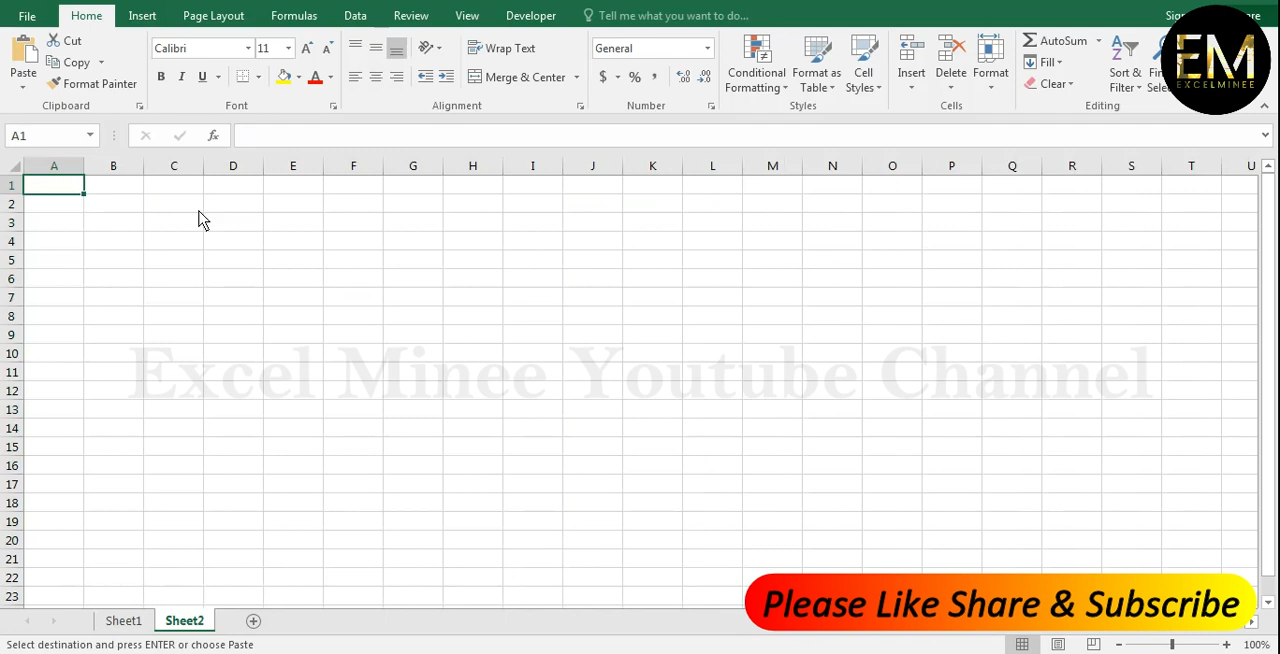 File Home Insert Page Layout Formulas Data Review View Developer Tell me what you want to do...
Cut
Copy
Format Painter
Paste
Clipboard
Calibri 11
B I U
Font
Wrap Text
Merge & Center
Alignment
General
$ % ,
Number
Conditional Formatting
Format as Table
Cell Styles
Styles
Insert Delete Format
Cells
AutoSum
Fill
Clear
Sort & Filter
Editing
EM
EXCELMINEE
A1
fx
A B C D E F G H I J K L M N O P Q R S T U
1
2
3
4
5
6
7
8
9
10
11
12
13
14
15
16
17
18
19
20
21
22
23
Excel Minee Youtube Channel
Please Like Share & Subscribe
Sheet1 Sheet2
Select destination and press ENTER or choose Paste
100%